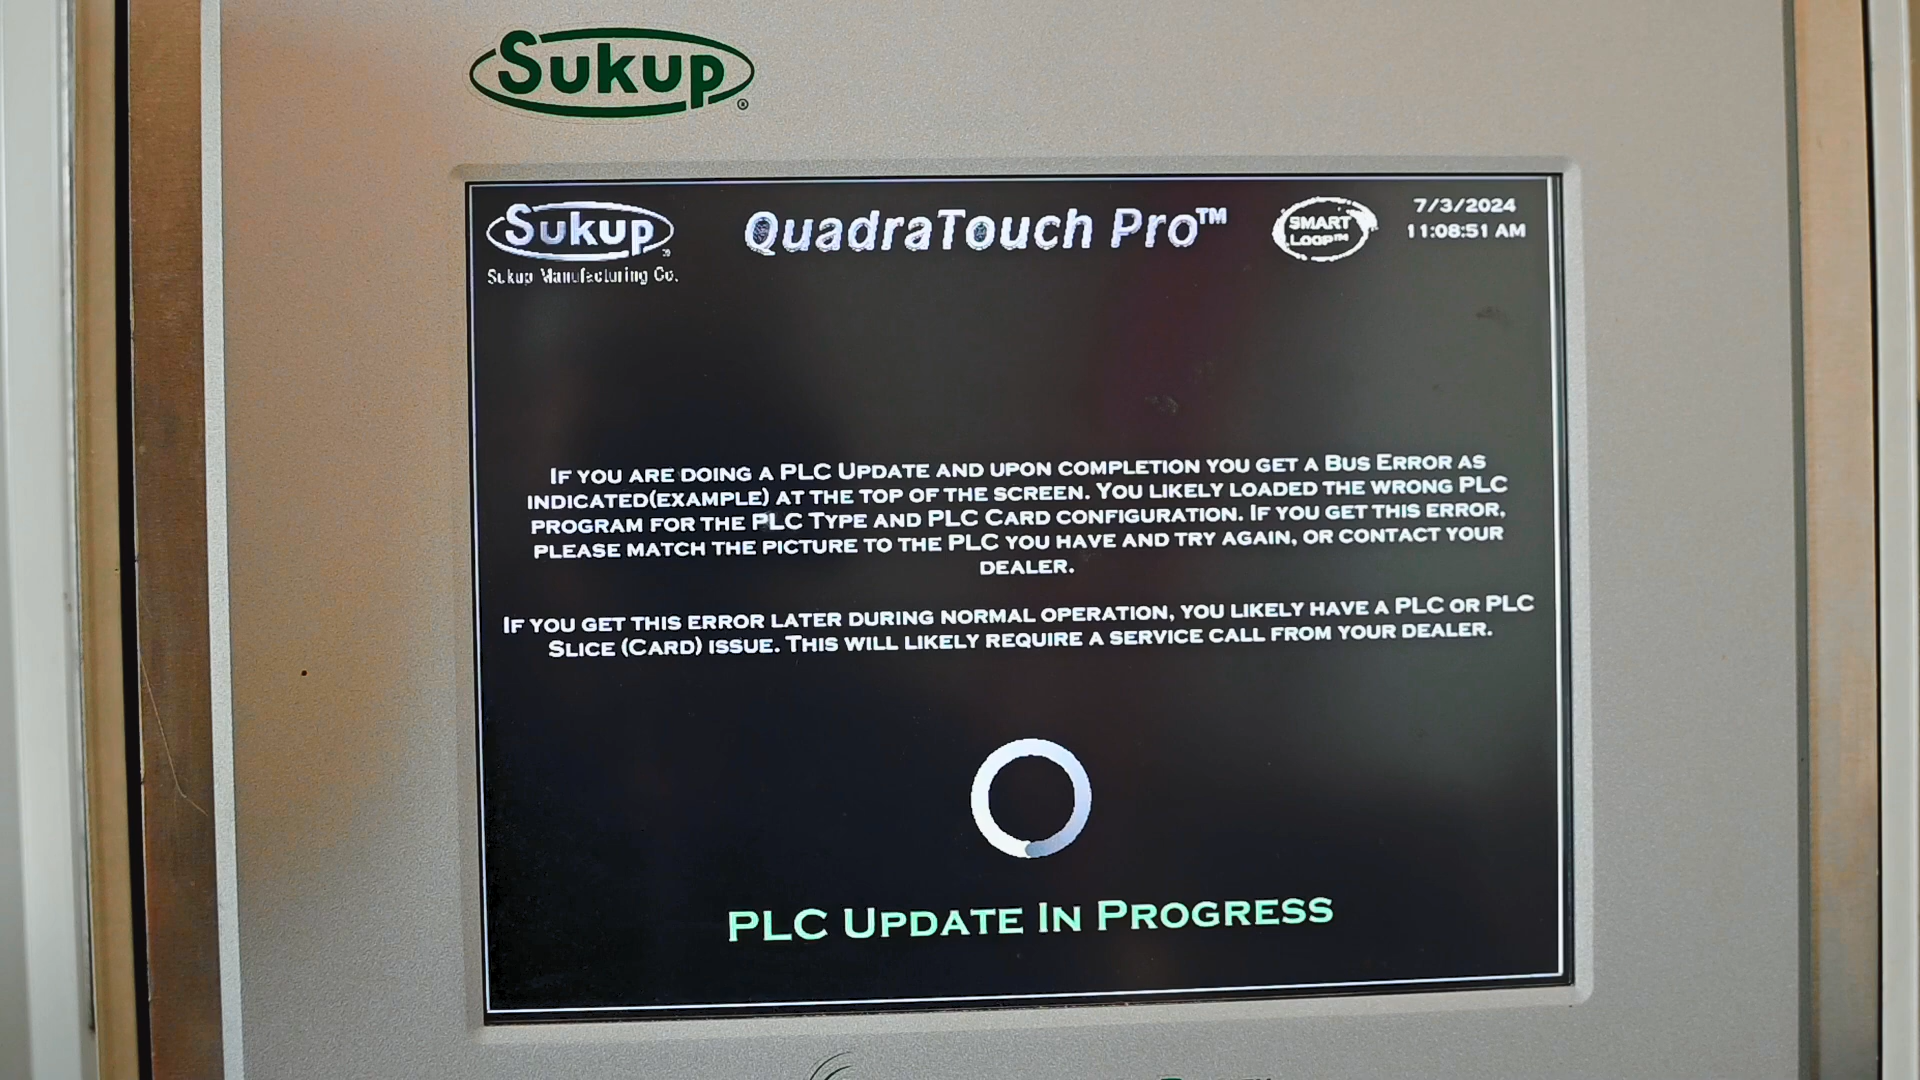 Sukup®
Sukup
Sukup Manufacturing Co.
QuadraTouch Pro™
SMART
LOOP™
7/3/2024
11:08:51 AM
IF YOU ARE DOING A PLC UPDATE AND UPON COMPLETION YOU GET A BUS ERROR AS
INDICATED(EXAMPLE) AT THE TOP OF THE SCREEN. YOU LIKELY LOADED THE WRONG PLC
PROGRAM FOR THE PLC TYPE AND PLC CARD CONFIGURATION. IF YOU GET THIS ERROR,
PLEASE MATCH THE PICTURE TO THE PLC YOU HAVE AND TRY AGAIN, OR CONTACT YOUR
DEALER.
IF YOU GET THIS ERROR LATER DURING NORMAL OPERATION, YOU LIKELY HAVE A PLC OR PLC
SLICE (CARD) ISSUE. THIS WILL LIKELY REQUIRE A SERVICE CALL FROM YOUR DEALER.
PLC UPDATE IN PROGRESS